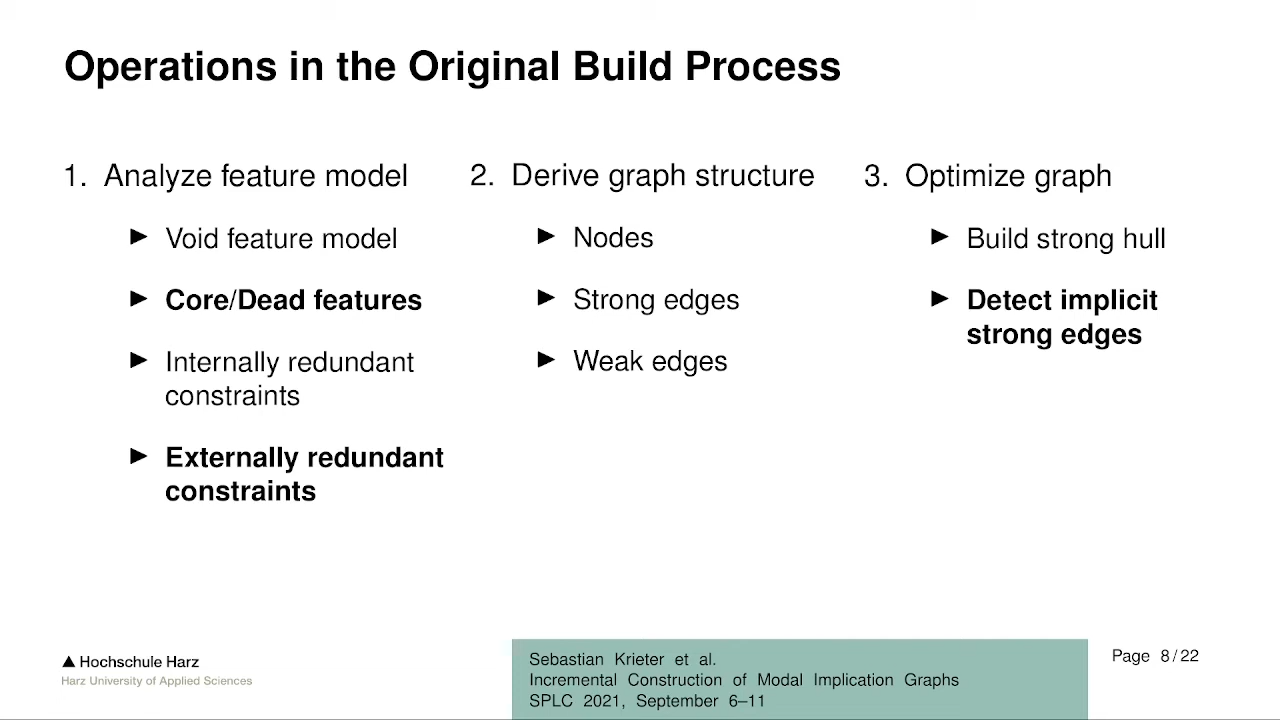 Operations in the Original Build Process
1. Analyze feature model
▶ Void feature model
▶ Core/Dead features
▶ Internally redundant
constraints
▶ Externally redundant
constraints
2. Derive graph structure
▶ Nodes
▶ Strong edges
▶ Weak edges
3. Optimize graph
▶ Build strong hull
▶ Detect implicit
strong edges
▲ Hochschule Harz
Harz University of Applied Sciences
Sebastian Krieter et al.
Incremental Construction of Modal Implication Graphs
SPLC 2021, September 6–11
Page 8/22